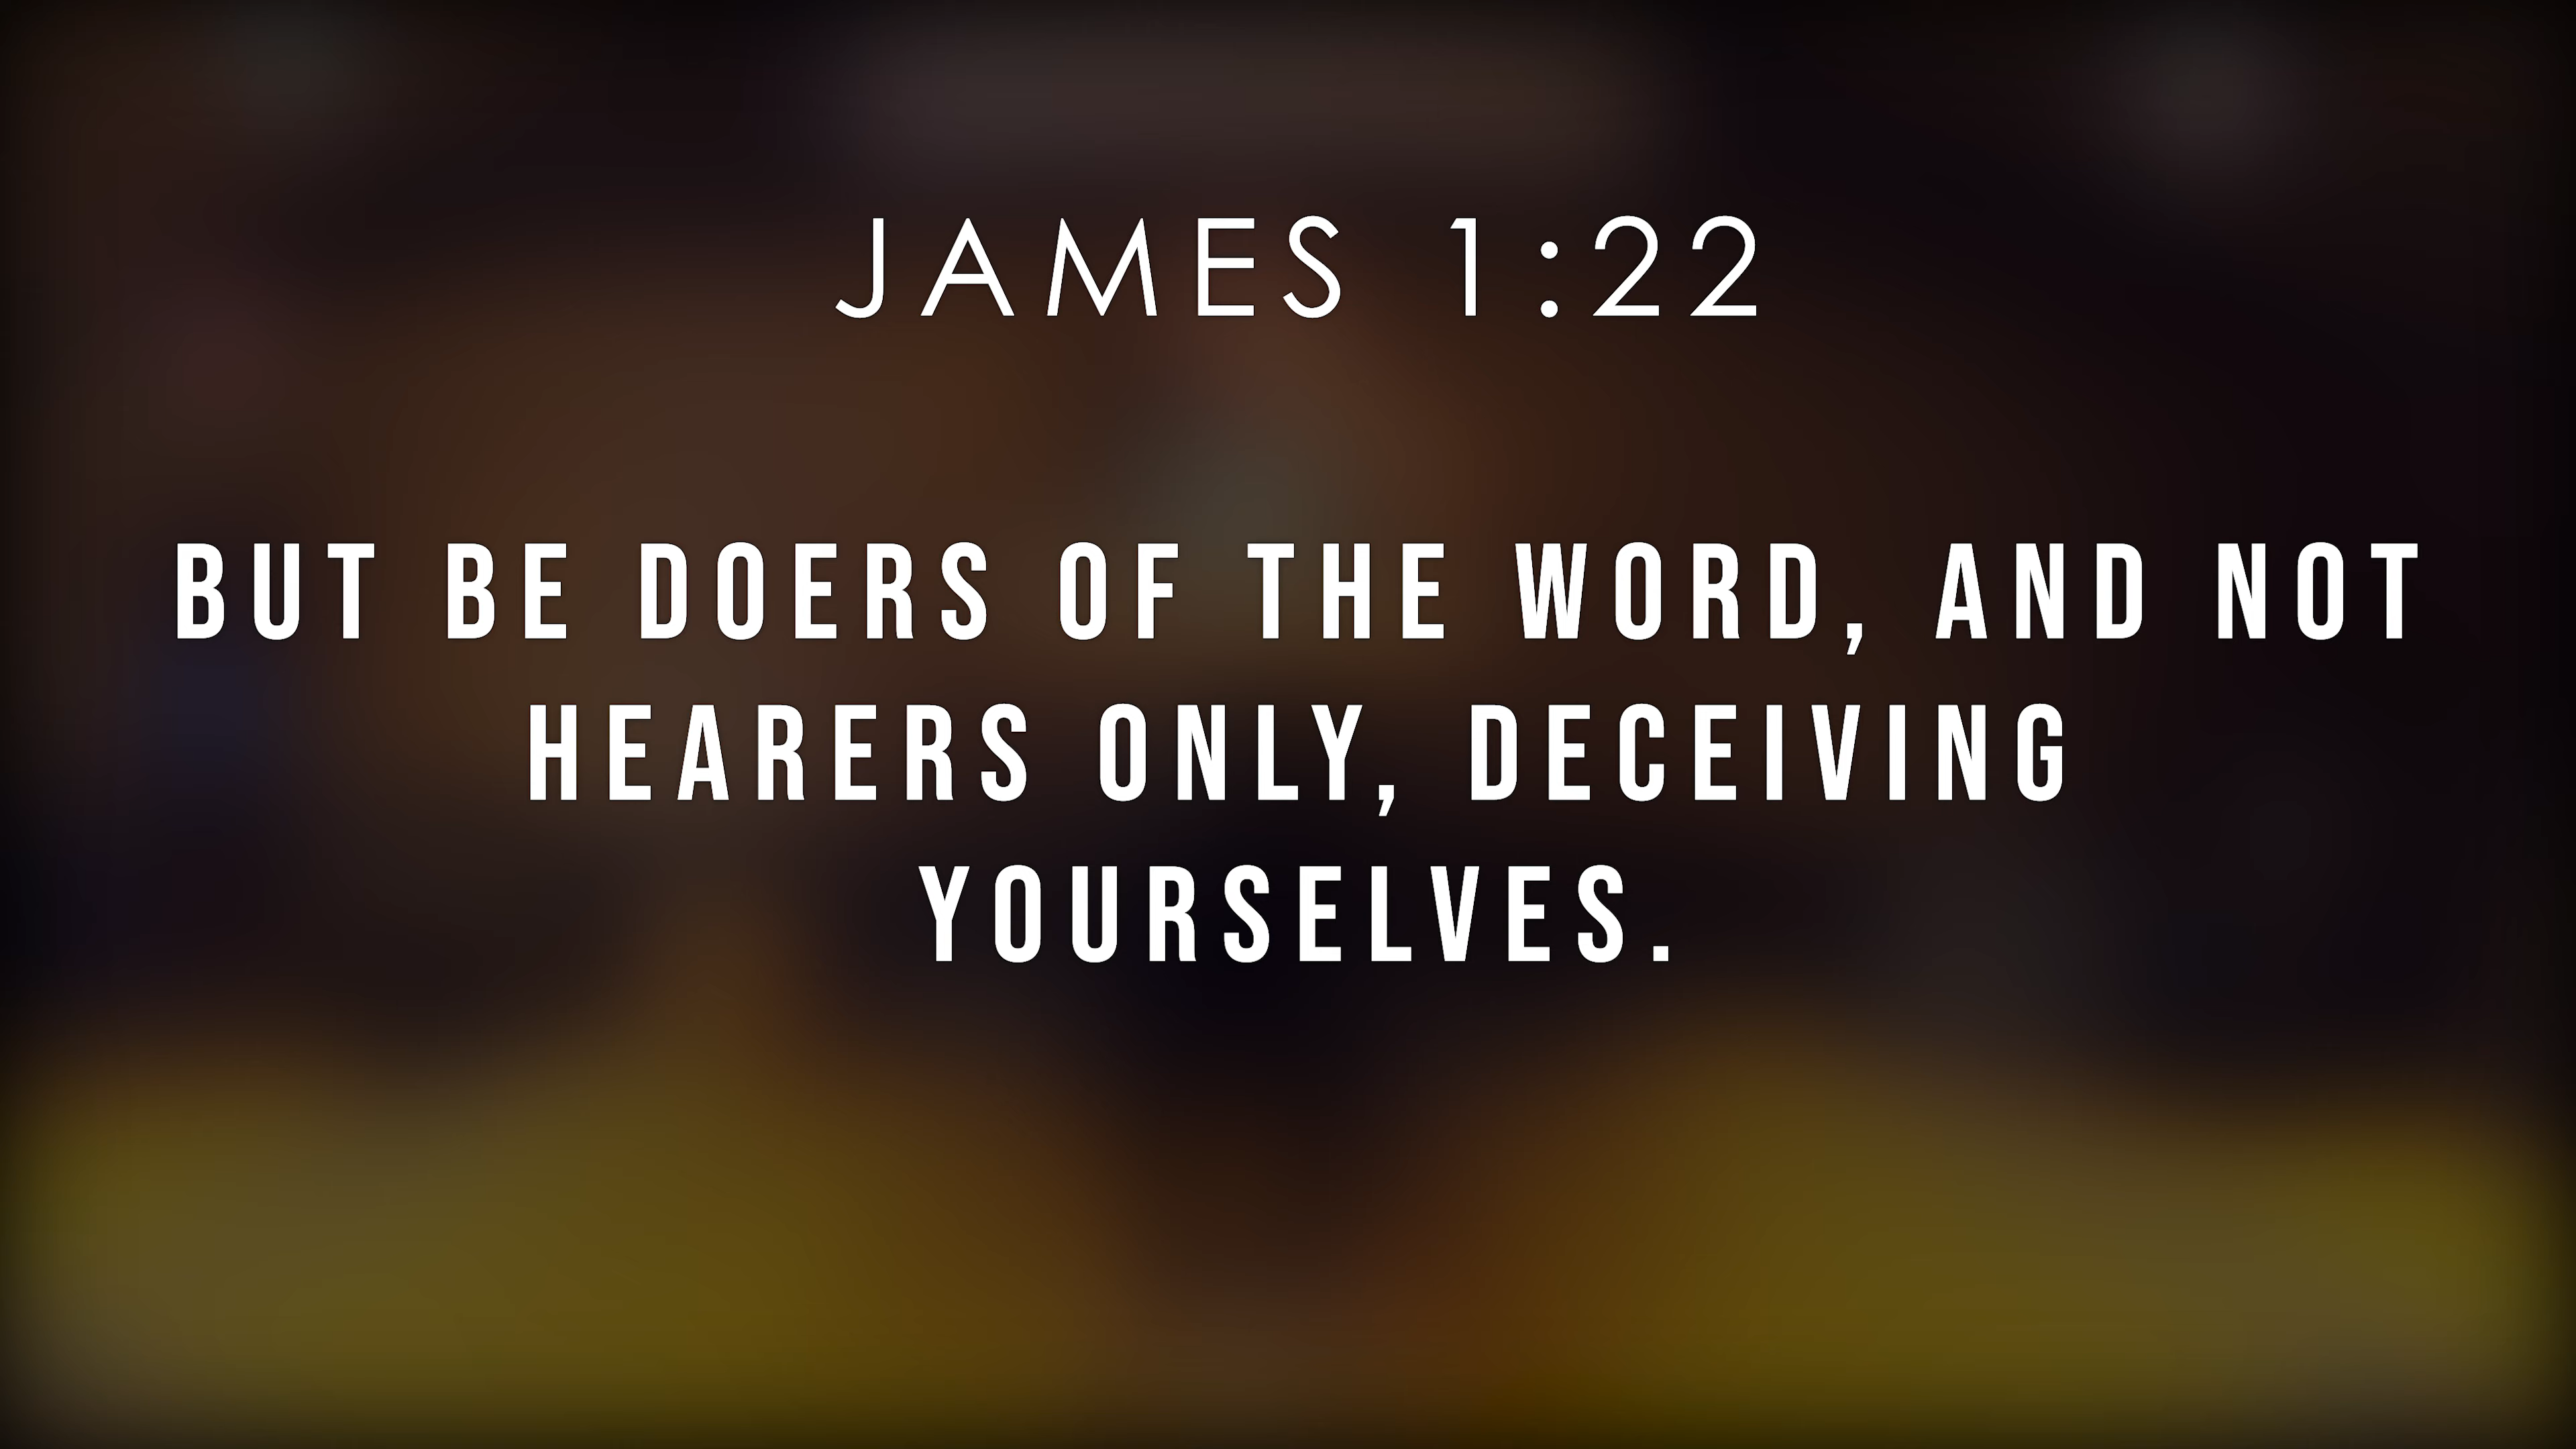 JAMES 1:22
BUT BE DOERS OF THE WORD, AND NOT
HEARERS ONLY, DECEIVING
YOURSELVES.